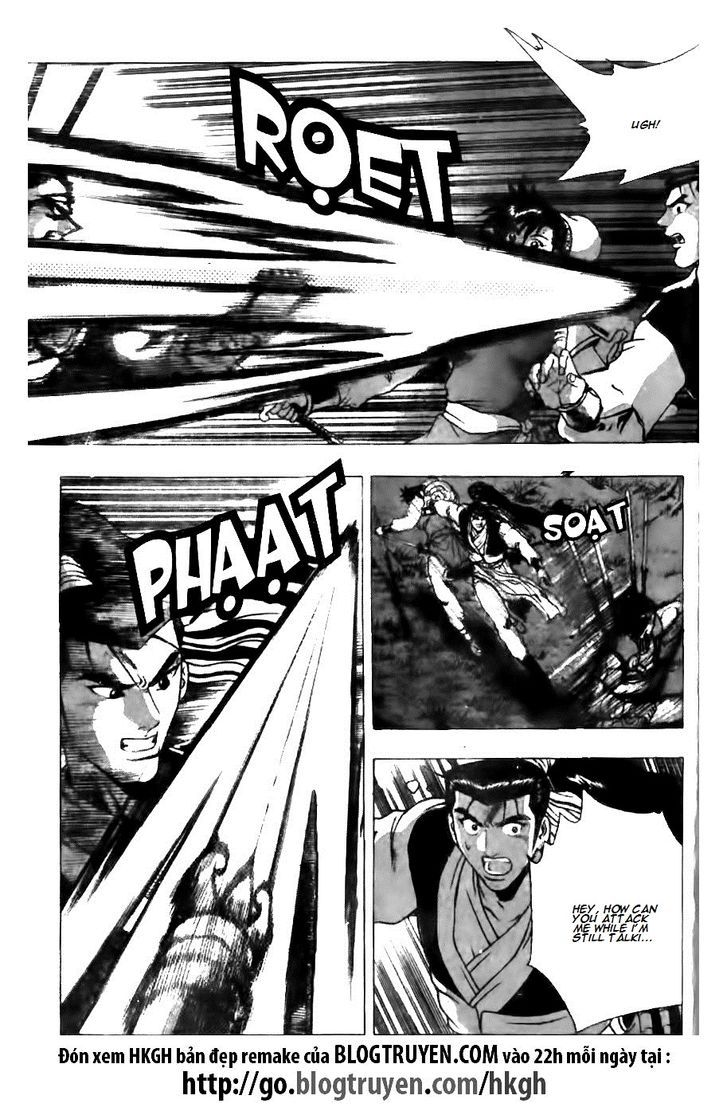 RỌET
UGH!
PHẠẠT
SOẠT
HEY, HOW CAN
YOU ATTACK
ME WHILE I'M
STILL TALKI...
Đón xem HKGH bản đẹp remake của BLOGTRUYEN.COM vào 22h mỗi ngày tại :
http://go.blogtruyen.com/hkgh